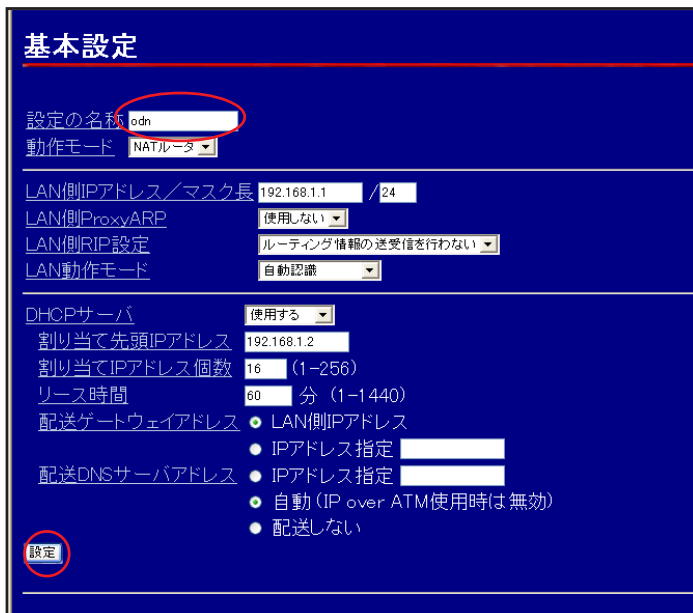 基本設定
設定の名称 odn
動作モード NATルータ
LAN側IPアドレス／マスク長 192.168.1.1 /24
LAN側ProxyARP 使用しない
LAN側RIP設定 ルーティング情報の送受信を行わない
LAN動作モード 自動認識
DHCPサーバ 使用する
割り当て先頭IPアドレス 192.168.1.2
割り当てIPアドレス個数 16 (1-256)
リース時間 60 分 (1-1440)
配送ゲートウェイアドレス LAN側IPアドレス
IPアドレス指定
配送DNSサーバアドレス IPアドレス指定
自動(IP over ATM使用時は無効)
配送しない
設定